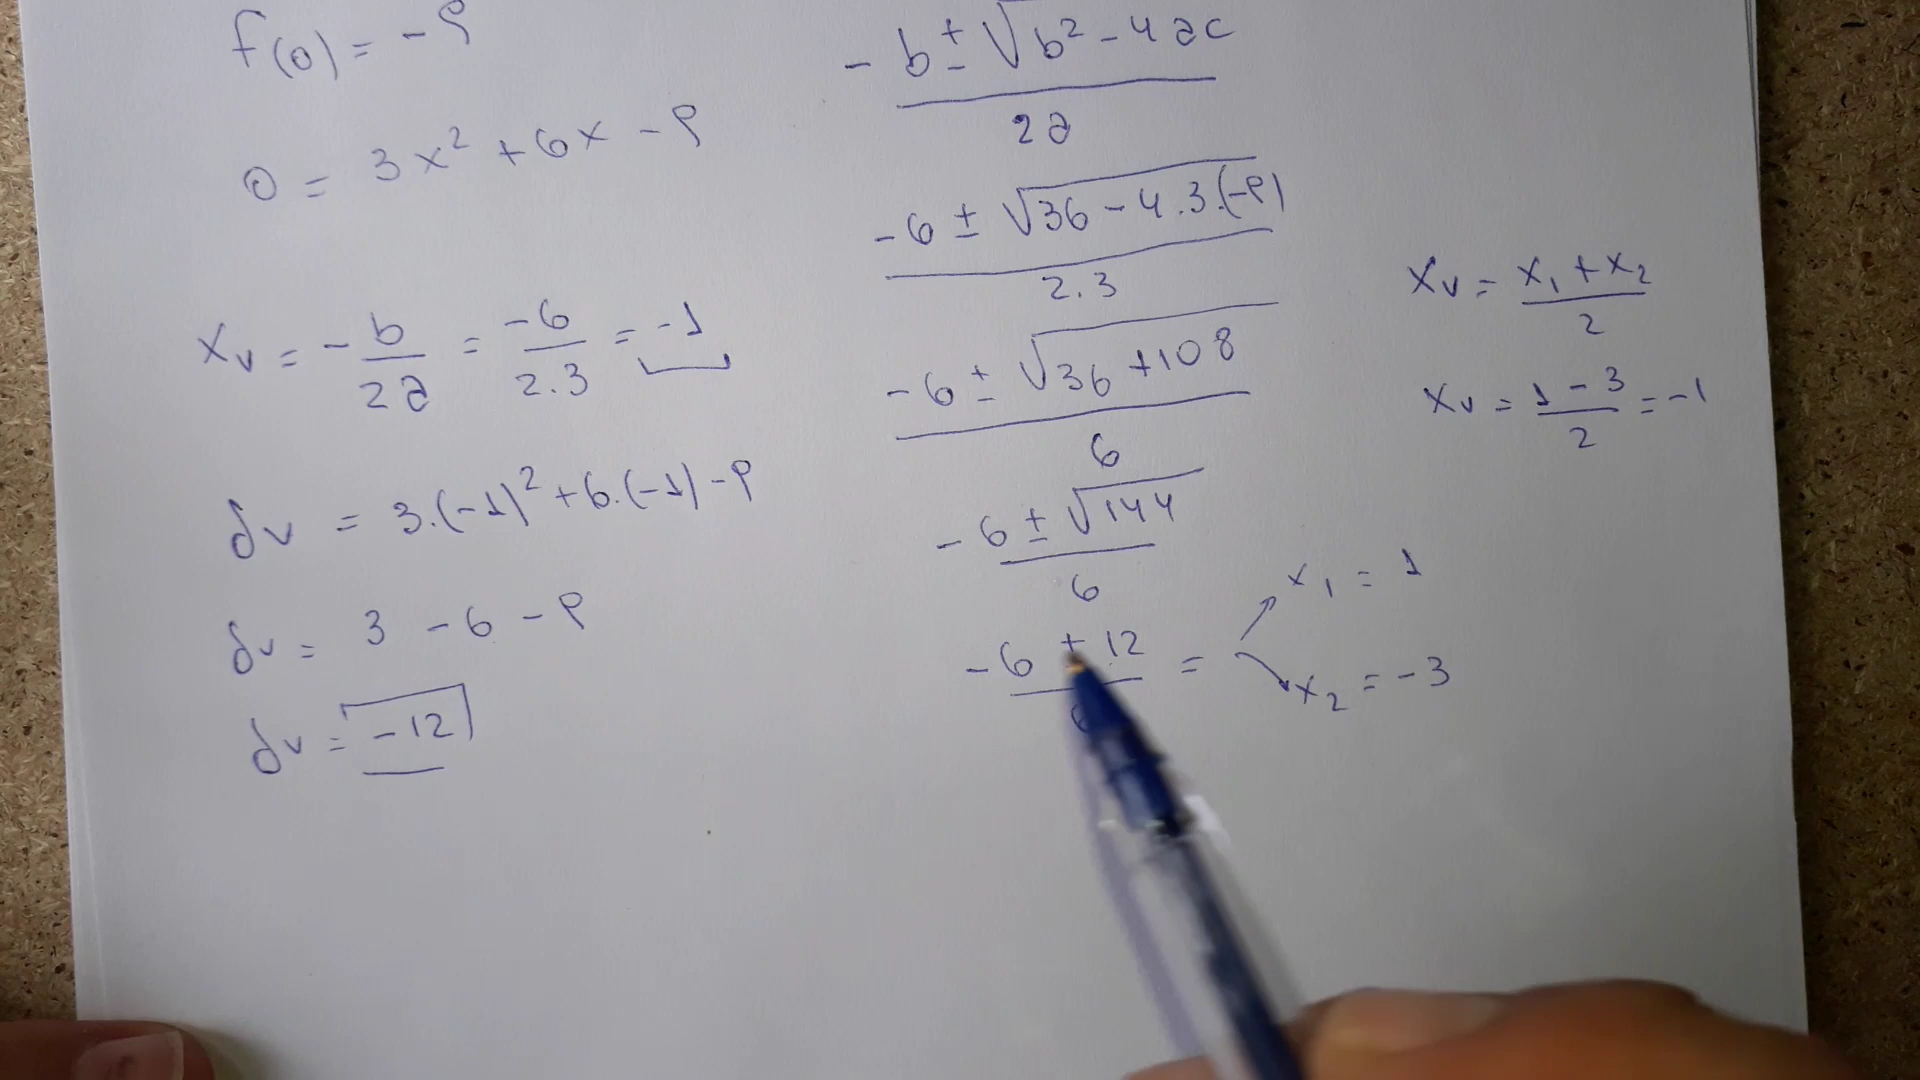 f(0) = -9
0 = 3x² + 6x - 9
xv = -b/2a = -6/2.3 = -1
yv = 3.(-1)² + 6.(-1) - 9
yv = 3 - 6 - 9
yv = -12
-b ± √b² - 4ac
2a
-6 ± √36 - 4.3.(-9)
2.3
-6 ± √36 + 108
6
-6 ± √144
6
-6 ± 12 =
6
x₁ = 1
x₂ = -3
xv = x₁ + x₂
2
xv = 1 - 3 = -1
2